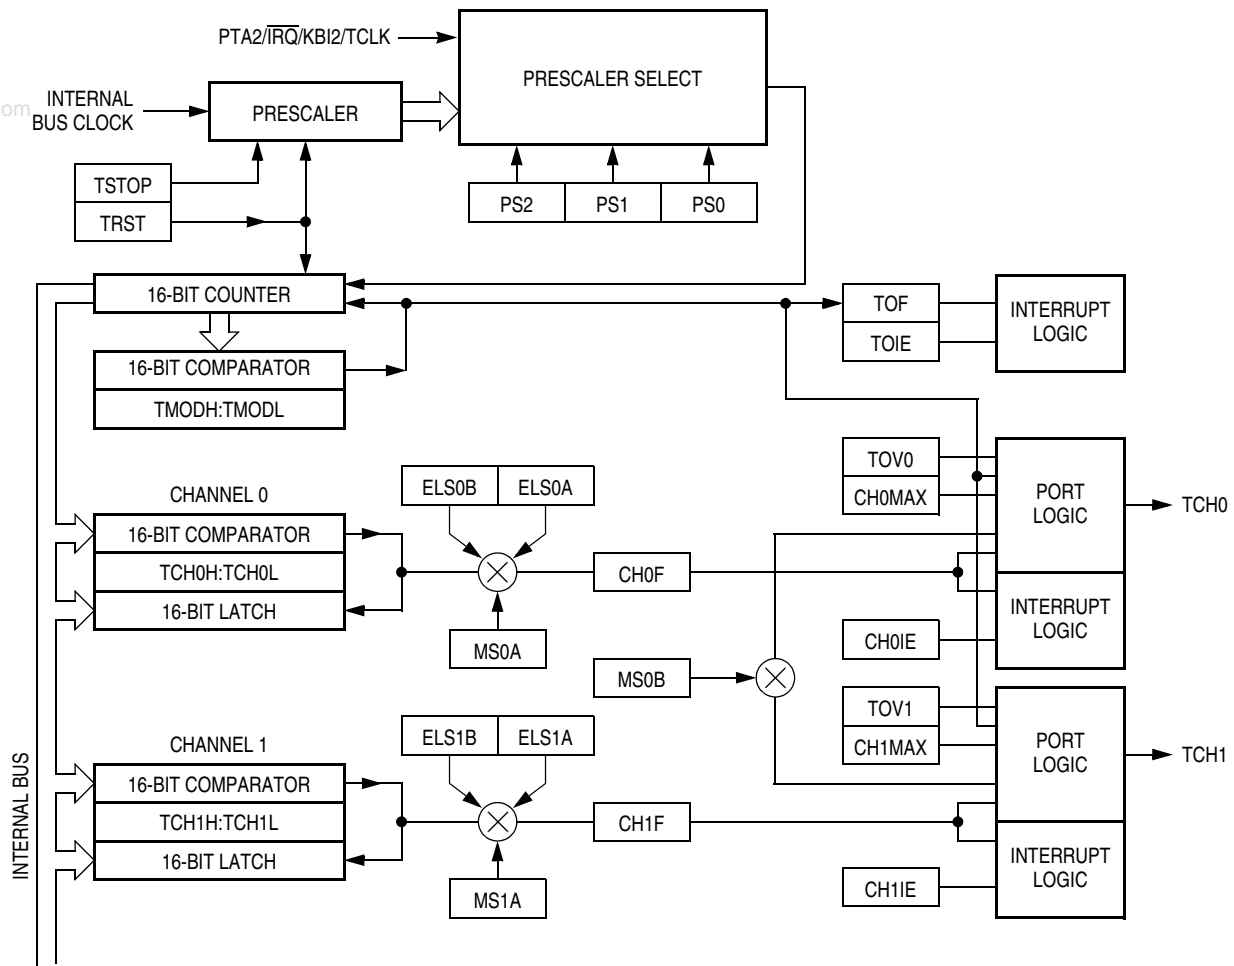 PTA2/IRQ/KBI2/TCLK
PRESCALER SELECT
com
INTERNAL
BUS CLOCK
PRESCALER
TSTOP
TRST
PS2
PS1
PS0
16-BIT COUNTER
16-BIT COMPARATOR
TMODH:TMODL
TOF
TOIE
INTERRUPT
LOGIC
CHANNEL 0
16-BIT COMPARATOR
TCH0H:TCH0L
16-BIT LATCH
ELS0B
ELS0A
MS0A
CH0F
TOV0
CH0MAX
PORT
LOGIC
TCH0
INTERRUPT
LOGIC
CH0IE
MS0B
CHANNEL 1
16-BIT COMPARATOR
TCH1H:TCH1L
16-BIT LATCH
ELS1B
ELS1A
MS1A
CH1F
TOV1
CH1MAX
PORT
LOGIC
TCH1
INTERRUPT
LOGIC
CH1IE
INTERNAL BUS